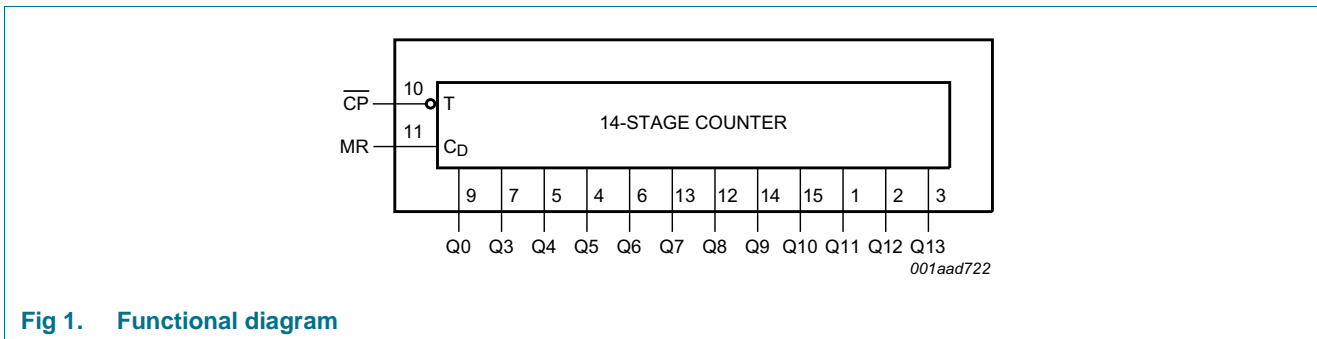 10
CP
T
14-STAGE COUNTER
11
MR
CD
9 7 5 4 6 13 12 14 15 1 2 3
Q0 Q3 Q4 Q5 Q6 Q7 Q8 Q9 Q10 Q11 Q12 Q13
001aad722
Fig 1. Functional diagram